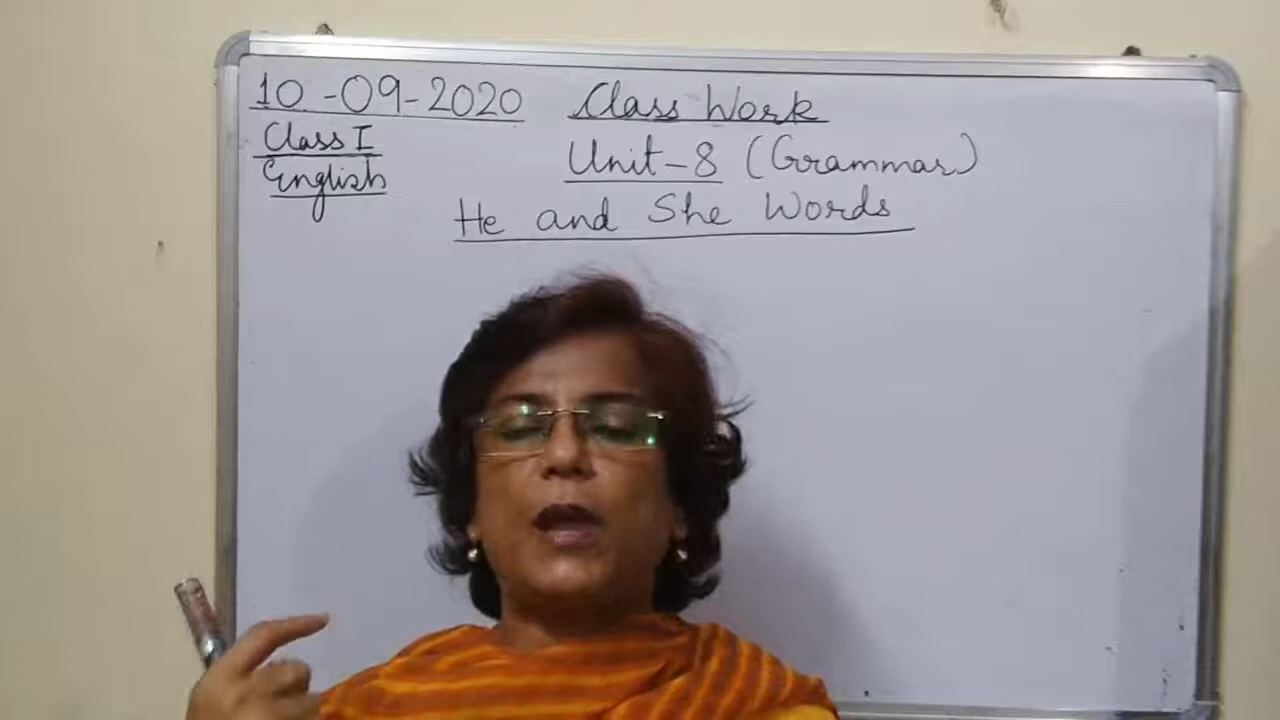 10-09-2020 Class Work
Class I
Unit-8 (Grammar)
English
He and She Words